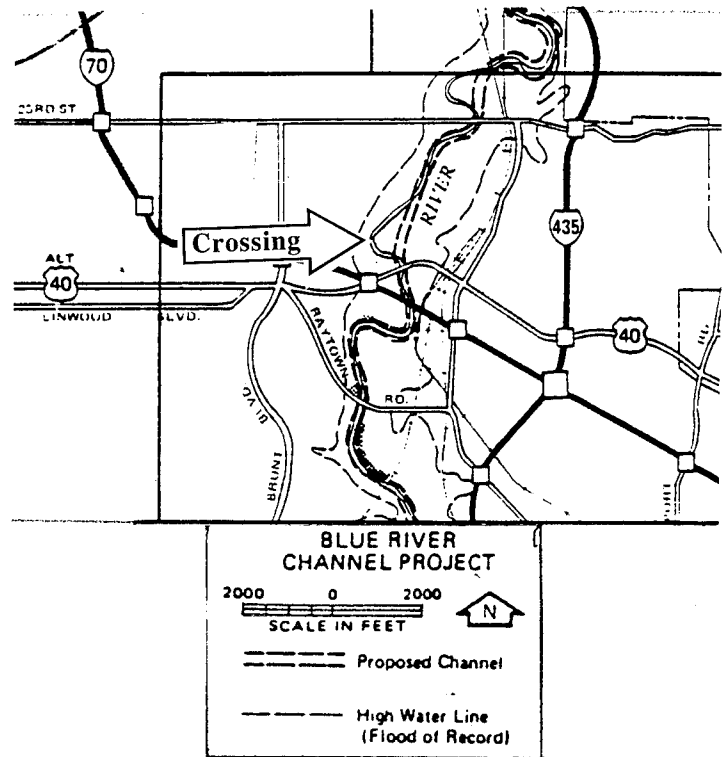 70
23RD ST
RIVER
435
Crossing
ALT
40
LINWOOD BLVD.
40
RAYTOWN
RD.
BLVD
BRUNT
RD
BLUE RIVER
CHANNEL PROJECT
2000 0 2000
SCALE IN FEET
N
Proposed Channel
High Water Line
(Flood of Record)